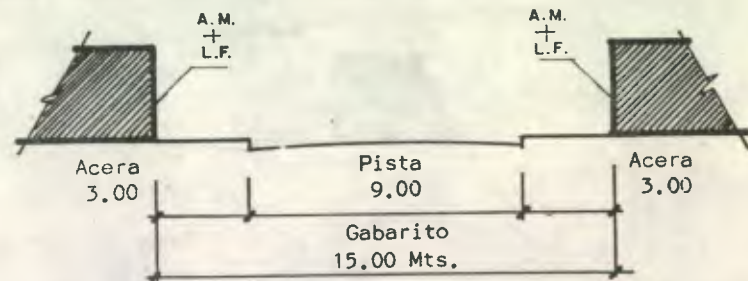 A.M.
+
L.F.
A.M.
+
L.F.
Acera
3.00
Pista
9.00
Acera
3.00
Gabarito
15.00 Mts.